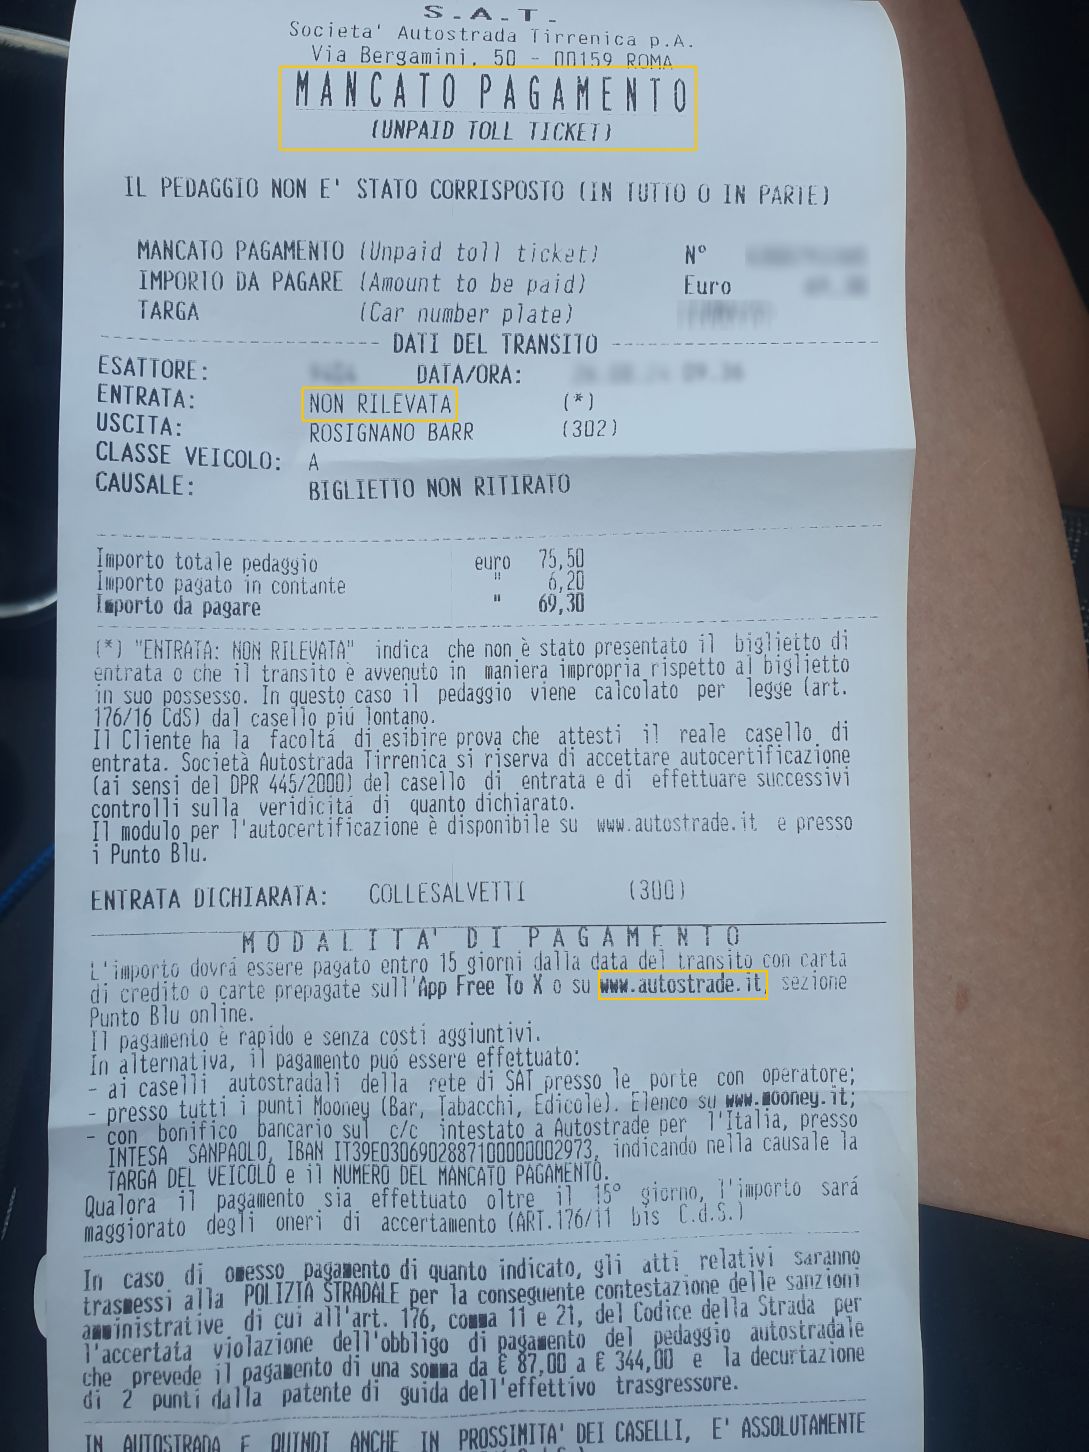 S.A.T.
Societa' Autostrada Tirrenica p.A.
Via Bergamini, 50 - 00159 ROMA
MANCATO PAGAMENTO
(UNPAID TOLL TICKET)
IL PEDAGGIO NON E' STATO CORRISPOSTO (IN TUTTO O IN PARTE)
MANCATO PAGAMENTO (Unpaid toll ticket) N°
IMPORTO DA PAGARE (Amount to be paid) Euro
TARGA (Car number plate)
DATI DEL TRANSITO
ESATTORE: DATA/ORA:
ENTRATA: NON RILEVATA (*)
USCITA: ROSIGNANO BARR (302)
CLASSE VEICOLO: A
CAUSALE: BIGLIETTO NON RITIRATO
Importo totale pedaggio euro 75,50
Importo pagato in contante " 6,20
Importo da pagare " 69,30
(*) "ENTRATA: NON RILEVATA" indica che non è stato presentato il biglietto di
entrata o che il transito è avvenuto in maniera impropria rispetto al biglietto
in suo possesso. In questo caso il pedaggio viene calcolato per legge (art.
176/16 CdS) dal casello piú lontano.
Il Cliente ha la facoltá di esibire prova che attesti il reale casello di
entrata. Società Autostrada Tirrenica si riserva di accettare autocertificazione
(ai sensi del DPR 445/2000) del casello di entrata e di effettuare successivi
controlli sulla veridicitá di quanto dichiarato.
Il modulo per l'autocertificazione è disponibile su www.autostrade.it e presso
i Punto Blu.
ENTRATA DICHIARATA: COLLESALVETTI (300)
MODALITA' DI PAGAMENTO
L'importo dovrá essere pagato entro 15 giorni dalla data del transito con carta
di credito o carte prepagate sull'App Free To X o su www.autostrade.it, sezione
Punto Blu online.
Il pagamento è rapido e senza costi aggiuntivi.
In alternativa, il pagamento puó essere effettuato:
- ai caselli autostradali della rete di SAT presso le porte con operatore;
- presso tutti i punti Mooney (Bar, Tabacchi, Edicole). Elenco su www.mooney.it;
- con bonifico bancario sul c/c intestato a Autostrade per l'Italia, presso
INTESA SANPAOLO, IBAN IT39E0306902887100000002973, indicando nella causale la
TARGA DEL VEICOLO e il NUMERO DEL MANCATO PAGAMENTO.
Qualora il pagamento sia effettuato oltre il 15° giorno, l'importo sará
maggiorato degli oneri di accertamento (ART.176/11 bis C.d.S.)
In caso di omesso pagamento di quanto indicato, gli atti relativi saranno
trasmessi alla POLIZIA STRADALE per la conseguente contestazione delle sanzioni
amministrative di cui all'art. 176, comma 11 e 21, del Codice della Strada per
l'accertata violazione dell'obbligo di pagamento del pedaggio autostradale
che prevede il pagamento di una somma da € 87,00 a € 344,00 e la decurtazione
di 2 punti dalla patente di guida dell'effettivo trasgressore.
IN AUTOSTRADA E QUINDI ANCHE IN PROSSIMITA' DEI CASELLI, E' ASSOLUTAMENTE